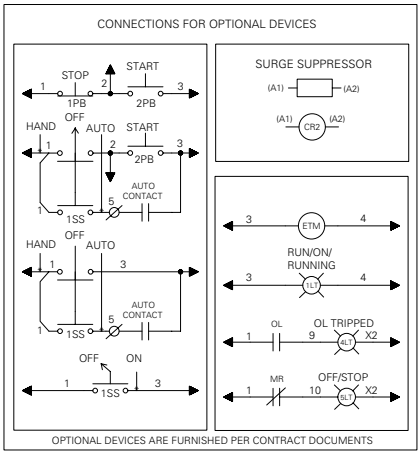 CONNECTIONS FOR OPTIONAL DEVICES
STOP
START
1
2
3
1PB
2PB
OFF
HAND
AUTO
START
1
2
3
2PB
AUTO
CONTACT
5
1
1SS
OFF
HAND
AUTO
1
3
AUTO
CONTACT
5
1
1SS
OFF
ON
1
3
1SS
SURGE SUPPRESSOR
(A1)
(A2)
(A1)
CR2
(A2)
3
ETM
4
RUN/ON/
RUNNING
3
1LT
4
OL
OL TRIPPED
1
9
4LT
X2
MR
OFF/STOP
1
10
5LT
X2
OPTIONAL DEVICES ARE FURNISHED PER CONTRACT DOCUMENTS